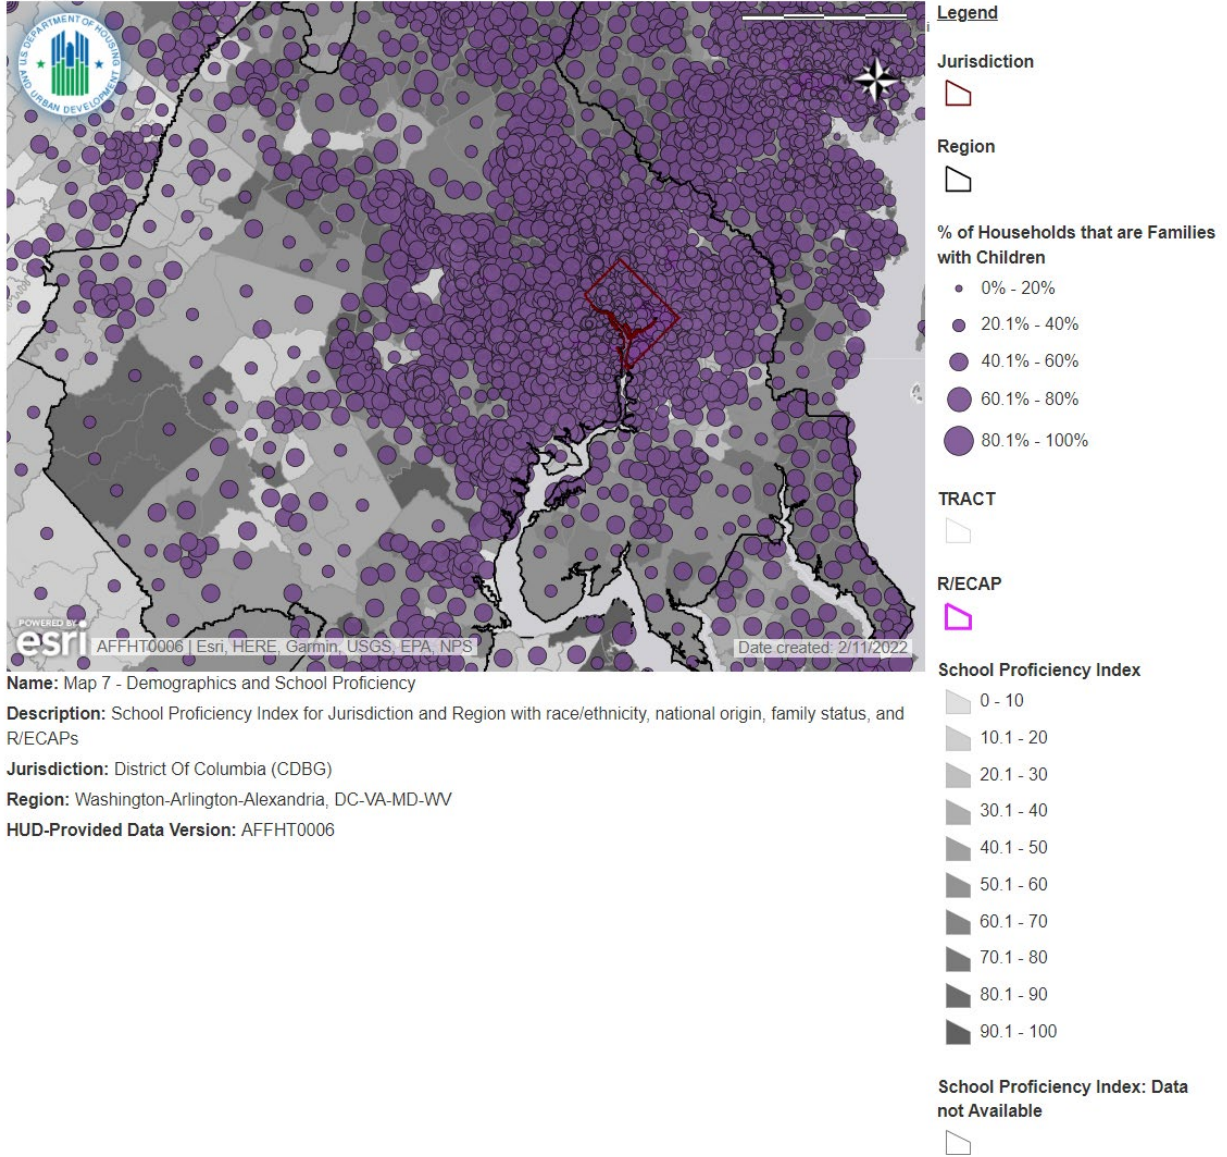 U.S. DEPARTMENT OF HOUSING
AND URBAN DEVELOPMENT
POWERED BY
esri
AFFHT0006 | Esri, HERE, Garmin, USGS, EPA, NPS
Date created: 2/11/2022
Name: Map 7 - Demographics and School Proficiency
Description: School Proficiency Index for Jurisdiction and Region with race/ethnicity, national origin, family status, and
R/ECAPs
Jurisdiction: District Of Columbia (CDBG)
Region: Washington-Arlington-Alexandria, DC-VA-MD-WV
HUD-Provided Data Version: AFFHT0006
Legend
Jurisdiction
Region
% of Households that are Families
with Children
0% - 20%
20.1% - 40%
40.1% - 60%
60.1% - 80%
80.1% - 100%
TRACT
R/ECAP
School Proficiency Index
0 - 10
10.1 - 20
20.1 - 30
30.1 - 40
40.1 - 50
50.1 - 60
60.1 - 70
70.1 - 80
80.1 - 90
90.1 - 100
School Proficiency Index: Data
not Available